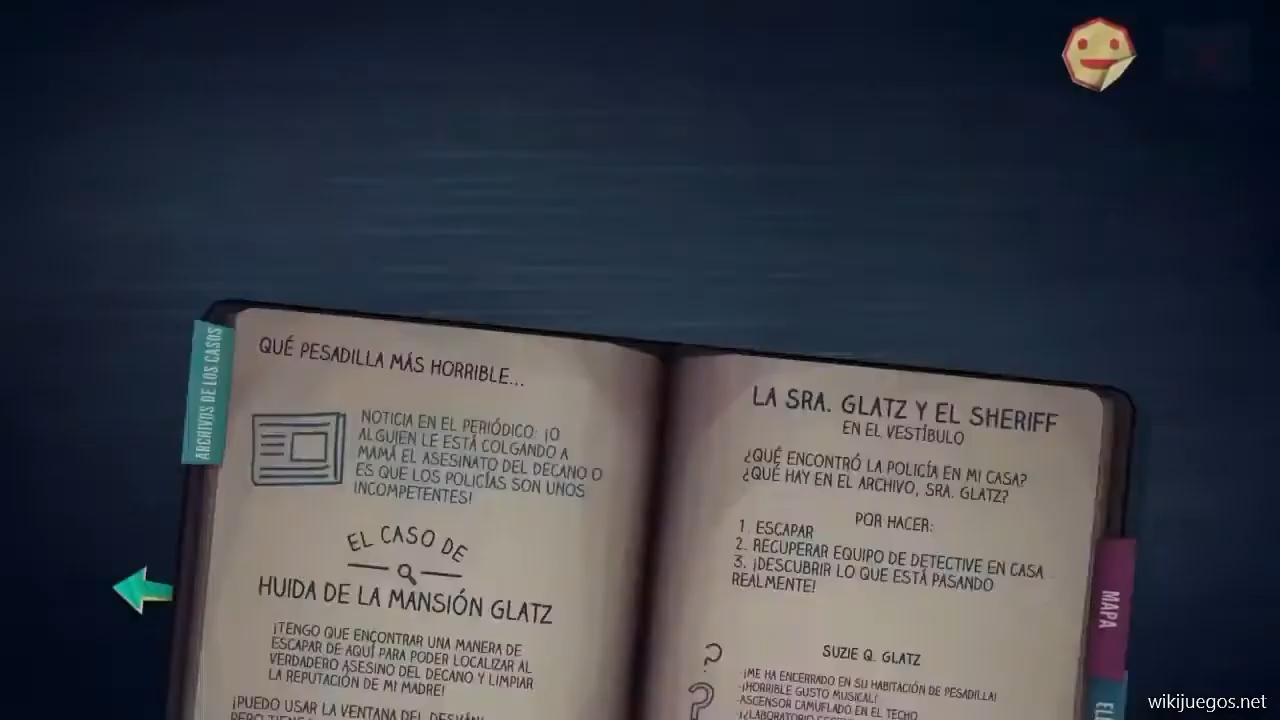 ARCHIVOS DE LOS CASOS
QUÉ PESADILLA MÁS HORRIBLE...
NOTICIA EN EL PERIÓDICO: ¡O
ALGUIEN LE ESTÁ COLGANDO A
MAMÁ EL ASESINATO DEL DECANO O
ES QUE LOS POLICÍAS SON UNOS
INCOMPETENTES!
EL CASO DE
HUIDA DE LA MANSIÓN GLATZ
¡TENGO QUE ENCONTRAR UNA MANERA DE
ESCAPAR DE AQUÍ PARA PODER LOCALIZAR AL
VERDADERO ASESINO DEL DECANO Y LIMPIAR
LA REPUTACIÓN DE MI MADRE!
¡PUEDO USAR LA VENTANA DEL DESVÁN!
LA SRA. GLATZ Y EL SHERIFF
EN EL VESTÍBULO
¿QUÉ ENCONTRÓ LA POLICÍA EN MI CASA?
¿QUÉ HAY EN EL ARCHIVO, SRA. GLATZ?
POR HACER:
1. ESCAPAR
2. RECUPERAR EQUIPO DE DETECTIVE EN CASA...
3. ¡DESCUBRIR LO QUE ESTÁ PASANDO
REALMENTE!
?
?
SUZIE Q. GLATZ
-¡ME HA ENCERRADO EN SU HABITACIÓN DE PESADILLA!
-¡HORRIBLE GUSTO MUSICAL!
-ASCENSOR CAMUFLADO EN EL TECHO
MAPA
wikijuegos.net